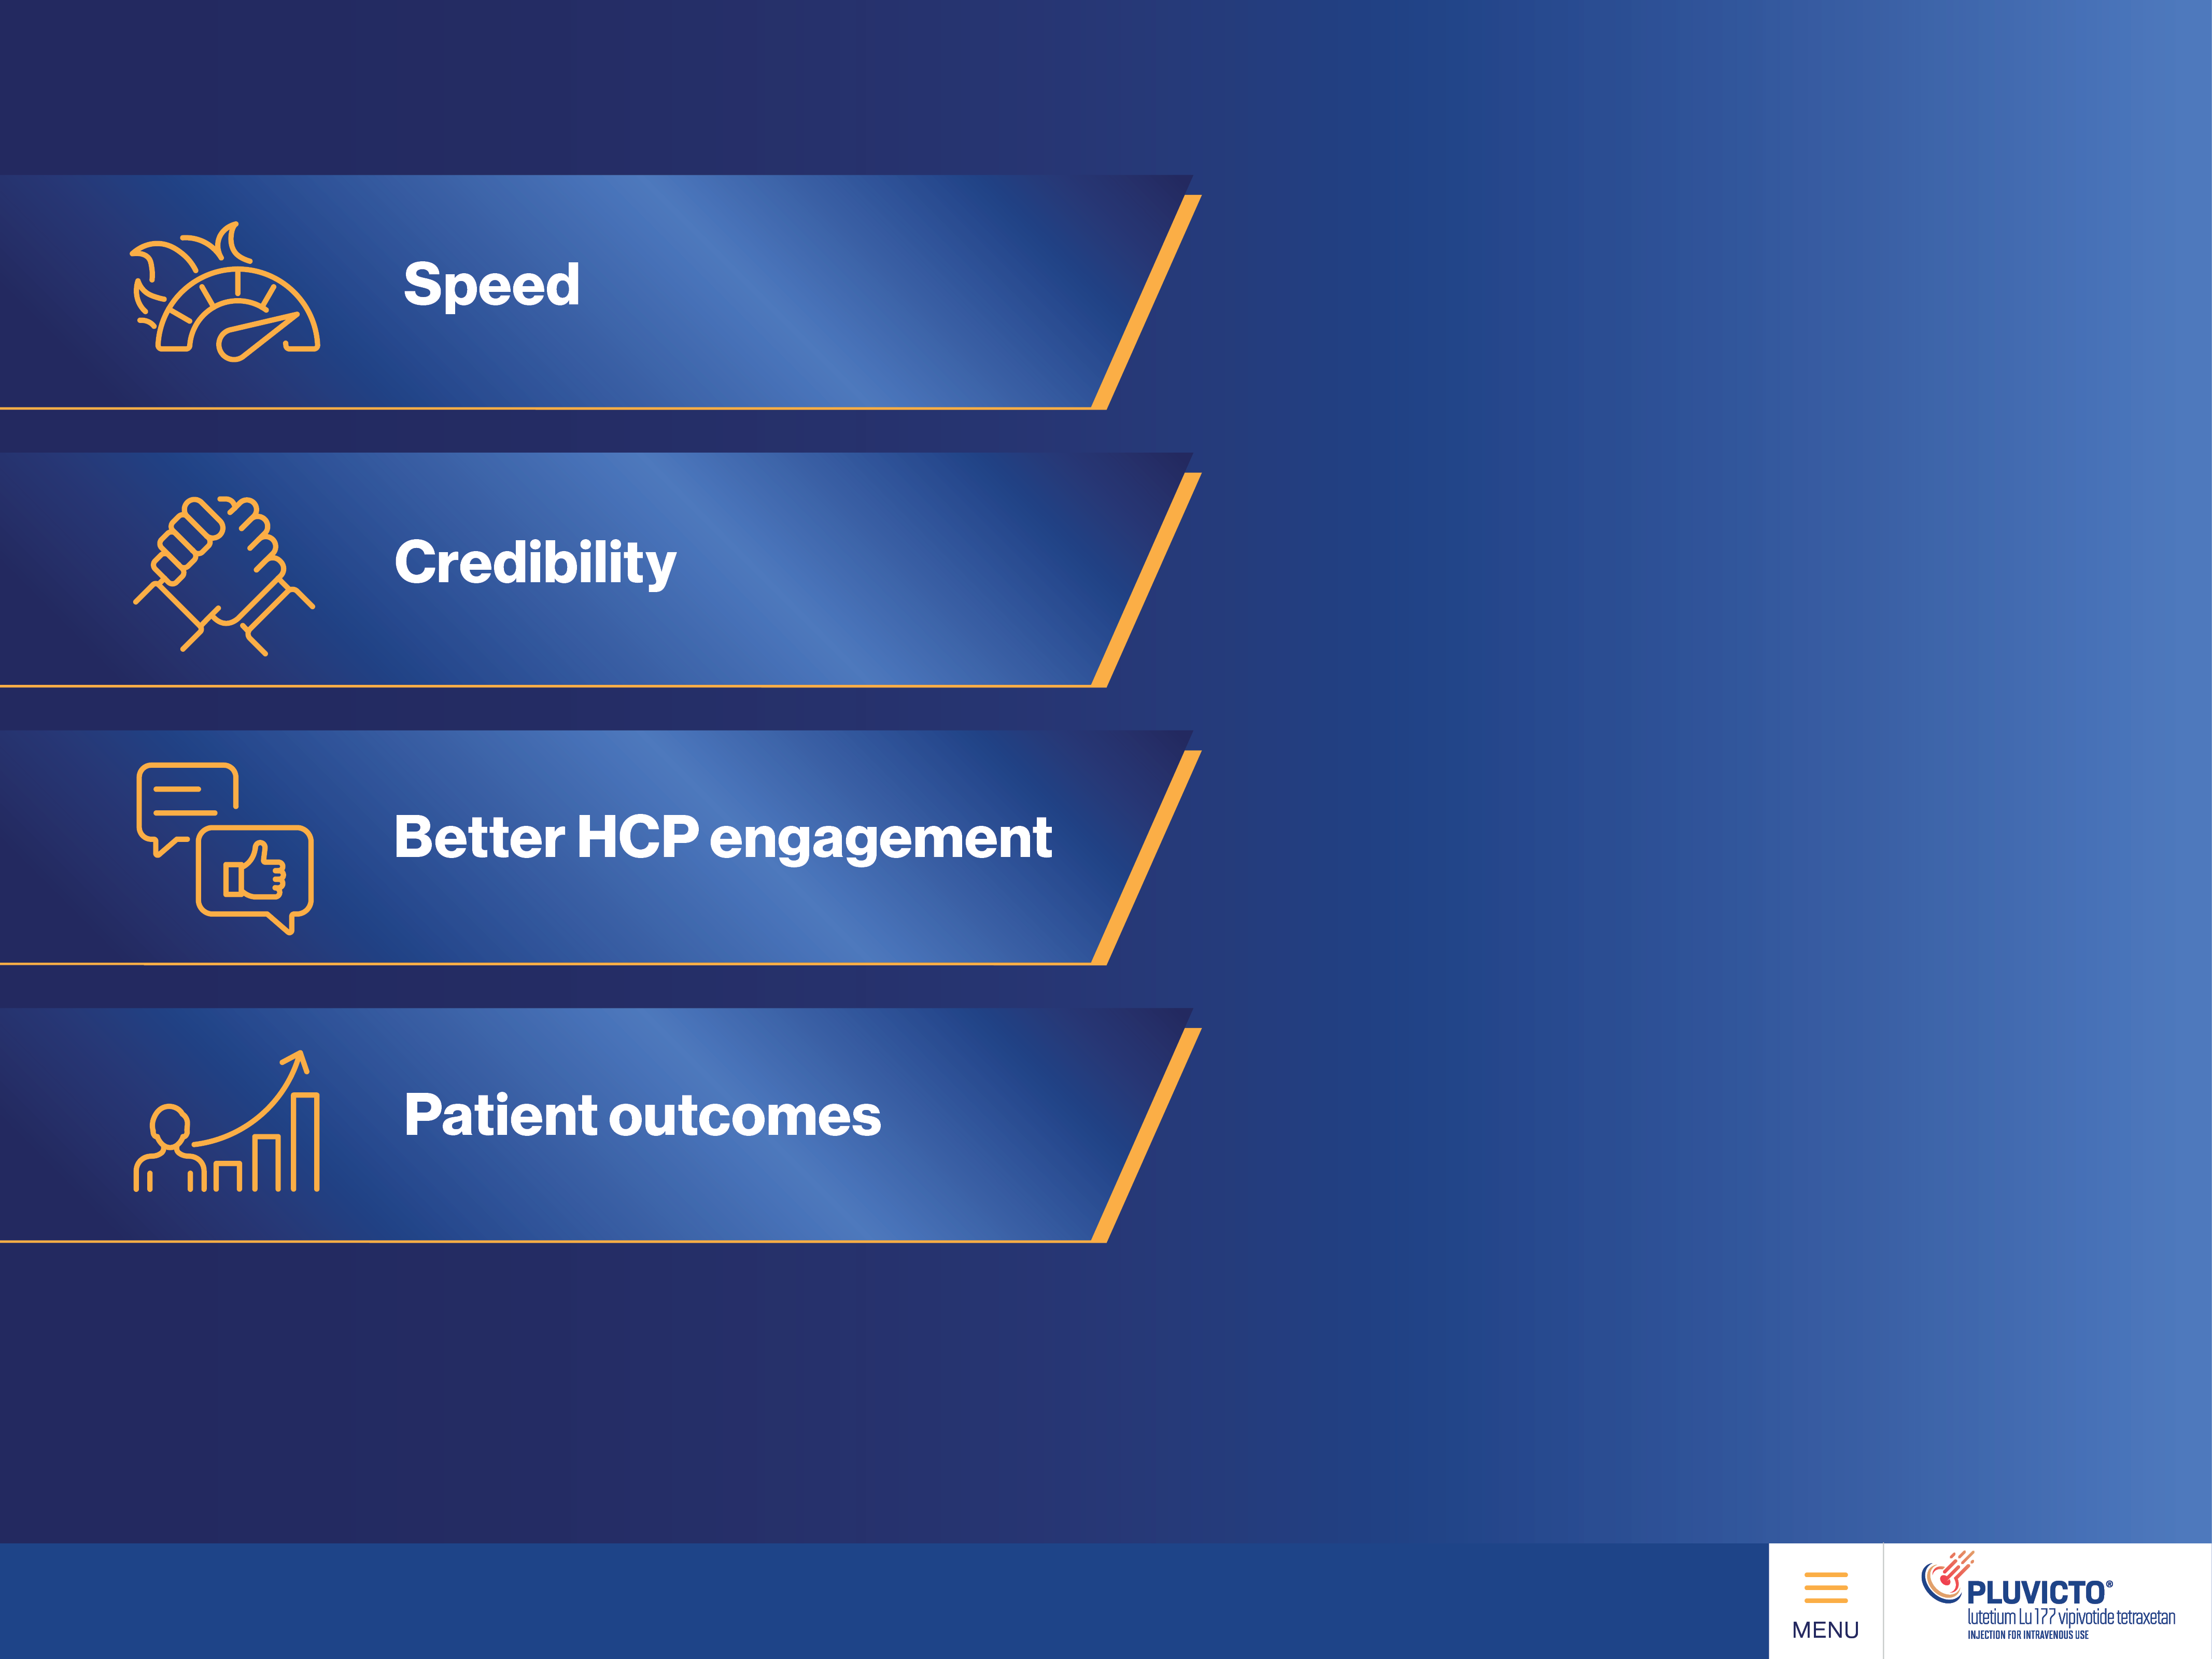 Speed
Credibility
Better HCP engagement
Patient outcomes
MENU
PLUVICTO®
lutetium Lu 177 vipivotide tetraxetan
INJECTION FOR INTRAVENOUS USE